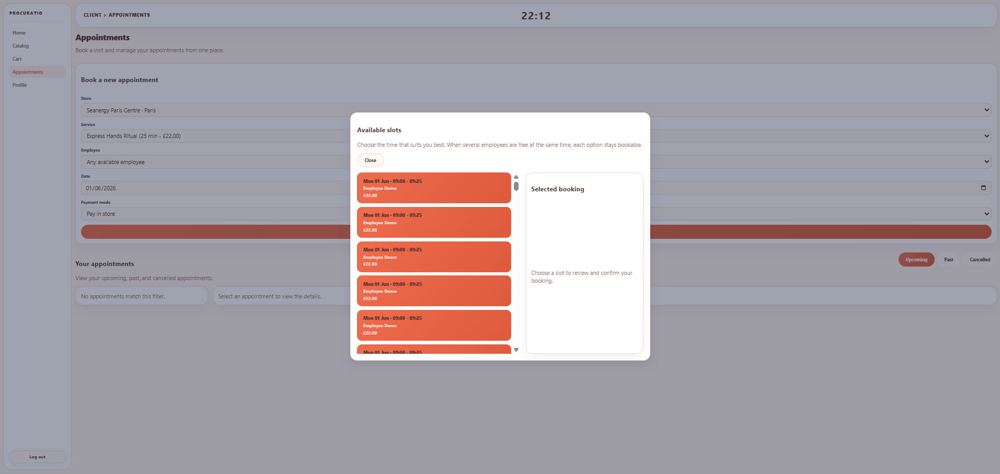 PROCURATIO
Home
Catalog
Cart
Appointments
Profile
Log out
CLIENT > APPOINTMENTS
22:12
Appointments
Book a visit and manage your appointments from one place.
Book a new appointment
Store
Seanergy Paris Centre · Paris
Service
Express Hands Ritual (25 min - £22.00)
Employee
Any available employee
Date
01/06/2026
Payment mode
Pay in store
Your appointments
View your upcoming, past, and cancelled appointments.
Upcoming
Past
Cancelled
No appointments match this filter.
Select an appointment to view the details.
Available slots
Choose the time that suits you best. When several employees are free at the same time, each option stays bookable.
Close
Mon 01 Jun · 09:00 - 09:25
Employee Demo
£22.00
Mon 01 Jun · 09:00 - 09:25
Employee Demo
£22.00
Mon 01 Jun · 09:00 - 09:25
Employee Demo
£22.00
Mon 01 Jun · 09:00 - 09:25
Employee Demo
£22.00
Mon 01 Jun · 09:00 - 09:25
Employee Demo
£22.00
Mon 01 Jun · 09:00 - 09:25
Selected booking
Choose a slot to review and confirm your
booking.